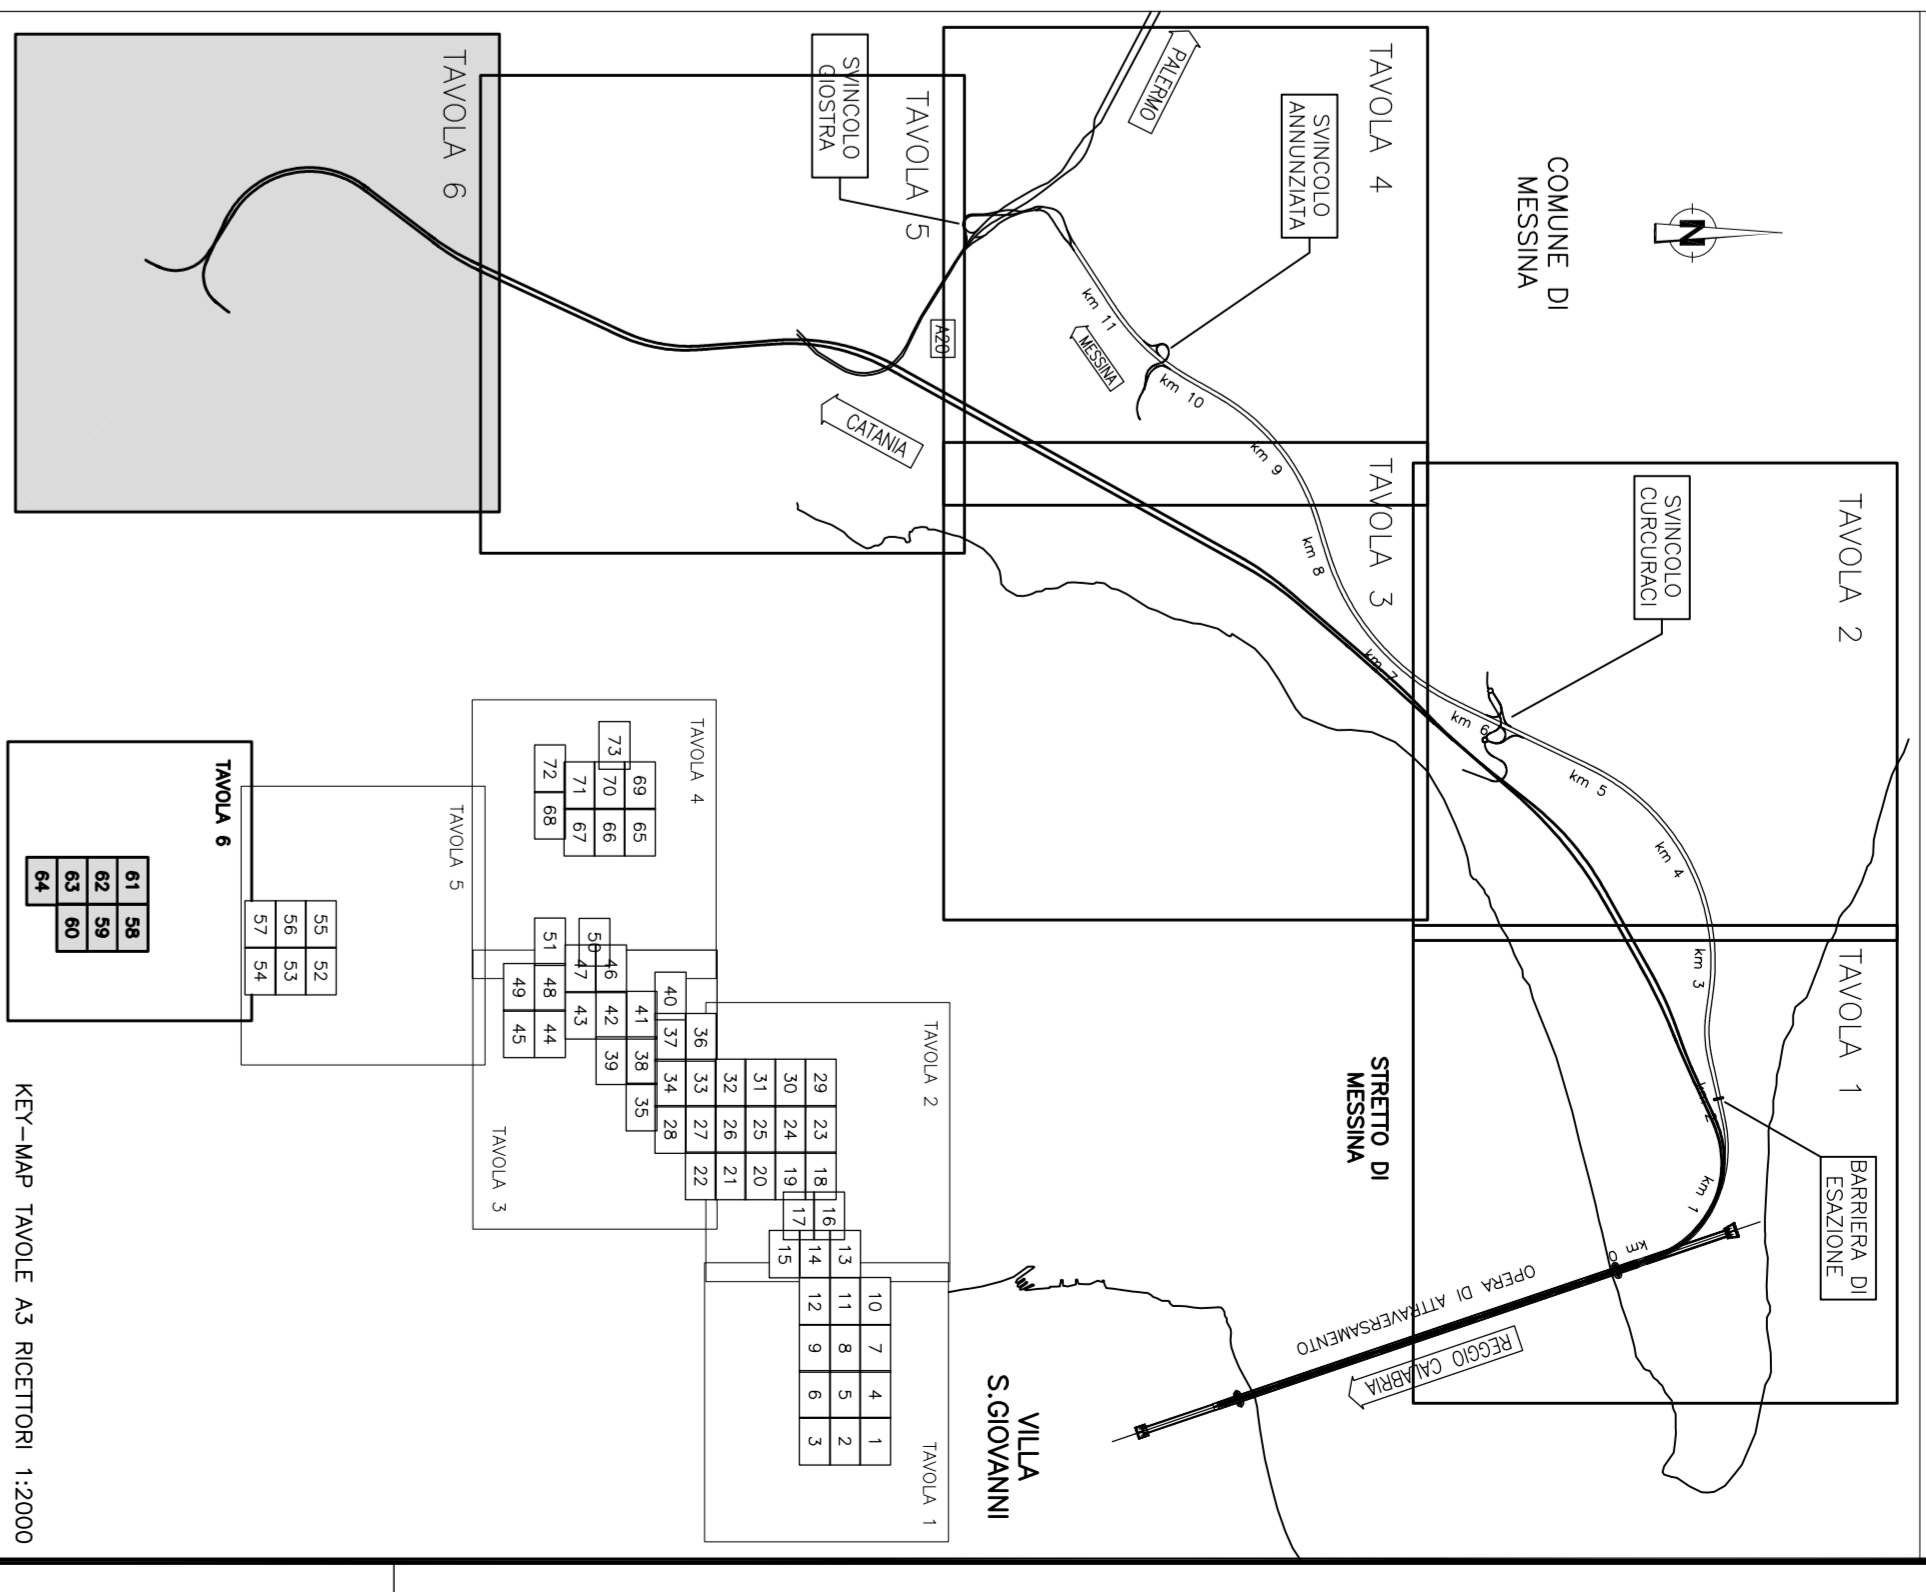 COMUNE DI
MESSINA
N
TAVOLA 4
TAVOLA 5
TAVOLA 6
TAVOLA 2
TAVOLA 3
TAVOLA 1
PALERMO
SVINCOLO
GIOSTRA
SVINCOLO
ANNUNZIATA
SVINCOLO
CURCURACI
BARRIERA DI
ESAZIONE
MESSINA
CATANIA
A20
km 11
km 10
km 9
km 8
km 7
km 6
km 5
km 4
km 3
km 2
km 1
km 0
OPERA DI ATTRAVERSAMENTO
REGGIO CALABRIA
STRETTO DI
MESSINA
VILLA
S.GIOVANNI
TAVOLA 4
73
69
70
71
72
65
66
67
68
TAVOLA 5
55
56
57
52
53
54
TAVOLA 6
61
62
63
64
58
59
60
TAVOLA 2
TAVOLA 3
50
51
46
47
48
49
40
41
42
43
44
45
36
37
38
39
29
30
31
32
33
34
35
23
24
25
26
27
28
18
19
20
21
22
16
17
13
14
15
TAVOLA 1
10
11
12
7
8
9
4
5
6
1
2
3
KEY-MAP TAVOLE A3 RICETTORI 1:2000